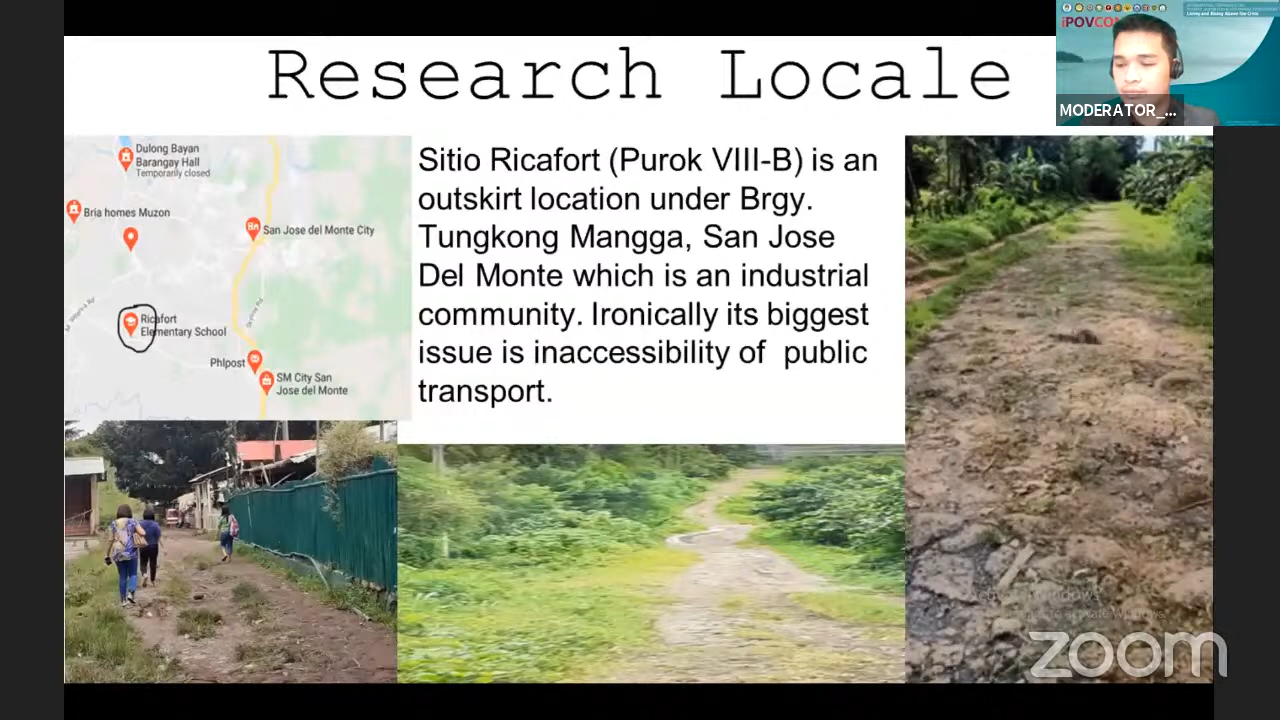 Research Locale
iPOVCON
MODERATOR_...
Dulong Bayan
Barangay Hall
Temporarily closed
Bria homes Muzon
San Jose del Monte City
Ricafort
Elementary School
Phlpost
SM City San
Jose del Monte
Sitio Ricafort (Purok VIII-B) is an
outskirt location under Brgy.
Tungkong Mangga, San Jose
Del Monte which is an industrial
community. Ironically its biggest
issue is inaccessibility of public
transport.
zoom